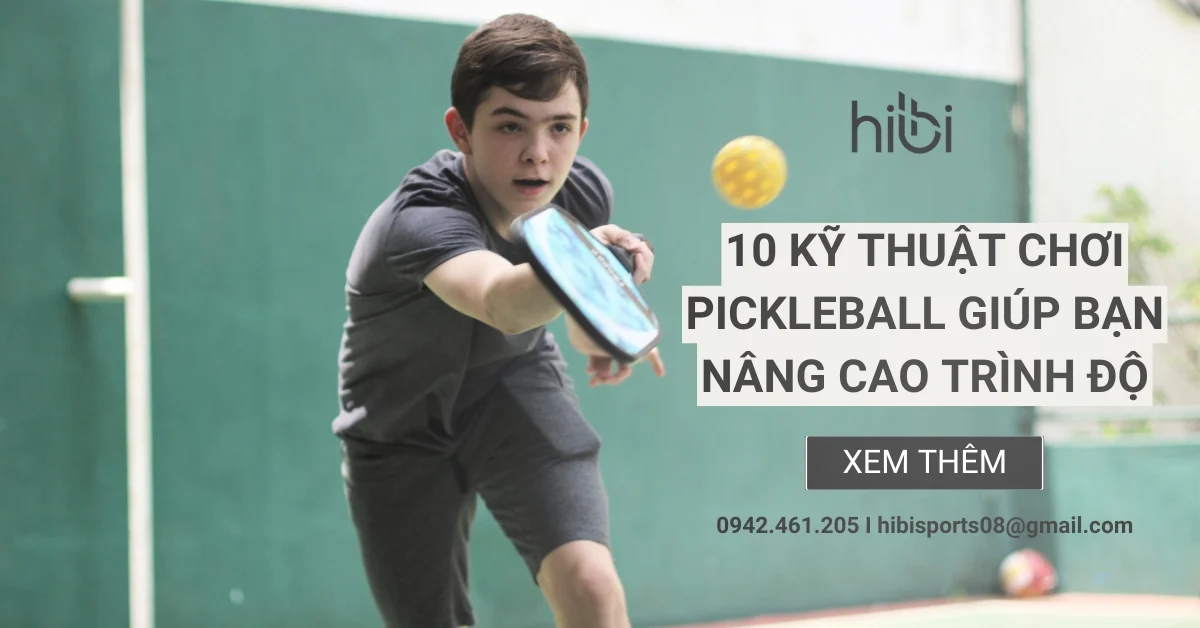 hibi
10 KỸ THUẬT CHƠI
PICKLEBALL GIÚP BẠN
NÂNG CAO TRÌNH ĐỘ
XEM THÊM
0942.461.205 I hibisports08@gmail.com